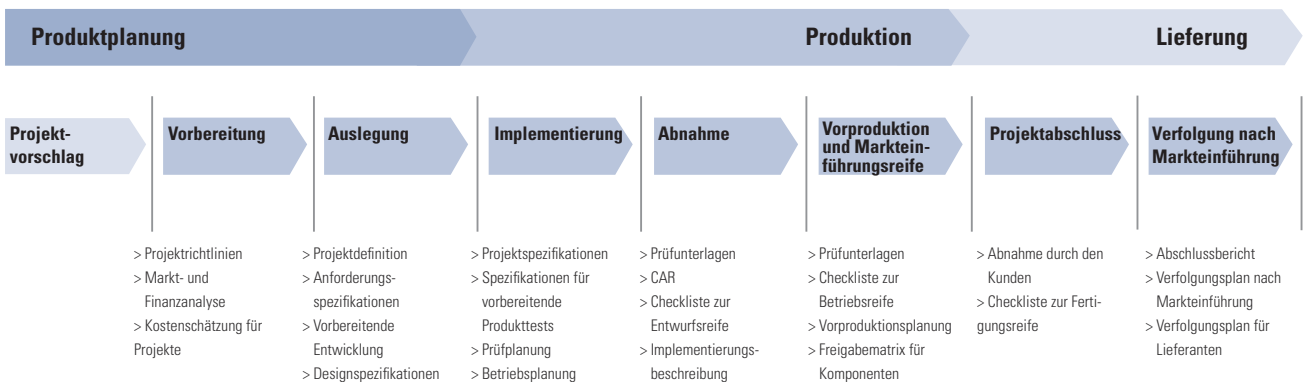 Produktplanung
Produktion
Lieferung
Projekt-
vorschlag
Vorbereitung
Auslegung
Implementierung
Abnahme
Vorproduktion
und Marktein-
führungsreife
Projektabschluss
Verfolgung nach
Markteinführung
> Projektrichtlinien
> Markt- und
Finanzanalyse
> Kostenschätzung für
Projekte
> Projektdefinition
> Anforderungs-
spezifikationen
> Vorbereitende
Entwicklung
> Designspezifikationen
> Projektspezifikationen
> Spezifikationen für
vorbereitende
Produkttests
> Prüfplanung
> Betriebsplanung
> Prüfunterlagen
> CAR
> Checkliste zur
Entwurfsreife
> Implementierungs-
beschreibung
> Prüfunterlagen
> Checkliste zur
Betriebsreife
> Vorproduktionsplanung
> Freigabematrix für
Komponenten
> Abnahme durch den
Kunden
> Checkliste zur Ferti-
gungsreife
> Abschlussbericht
> Verfolgungsplan nach
Markteinführung
> Verfolgungsplan für
Lieferanten